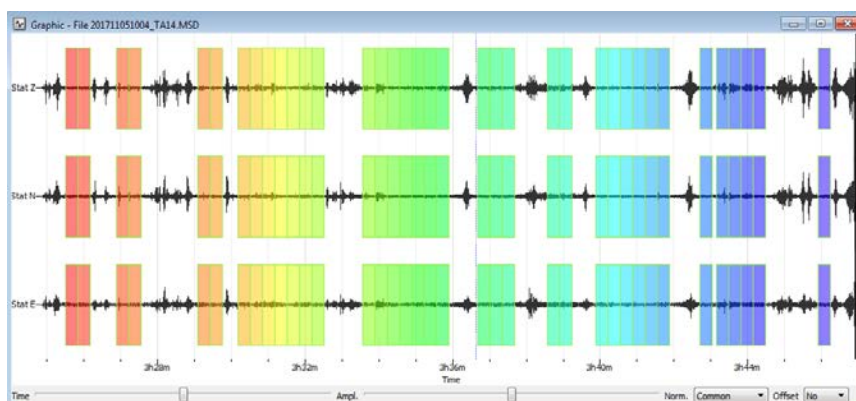 Graphic - File 201711051004_TA14.MSD
Stat Z
Stat N
Stat E
3h28m 3h32m 3h36m 3h40m 3h44m
Time
Time Ampl. Norm. Common Offset No